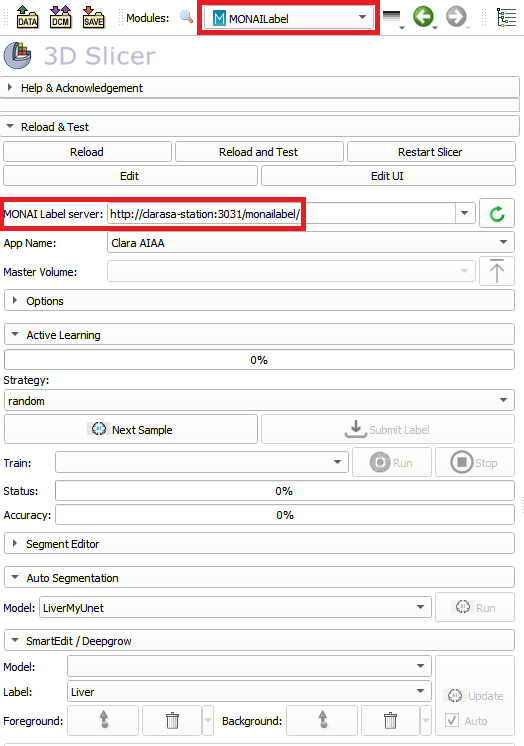 DATA DCM SAVE Modules: MONAILabel
3D Slicer
Help & Acknowledgement
Reload & Test
Reload Reload and Test Restart Slicer
Edit Edit UI
MONAI Label server: http://clarasa-station:3031/monailabel/
App Name: Clara AIAA
Master Volume:
Options
Active Learning
0%
Strategy:
random
Next Sample Submit Label
Train: Run Stop
Status: 0%
Accuracy: 0%
Segment Editor
Auto Segmentation
Model: LiverMyUnet Run
SmartEdit / Deepgrow
Model:
Label: Liver
Update
Foreground: Background: Auto